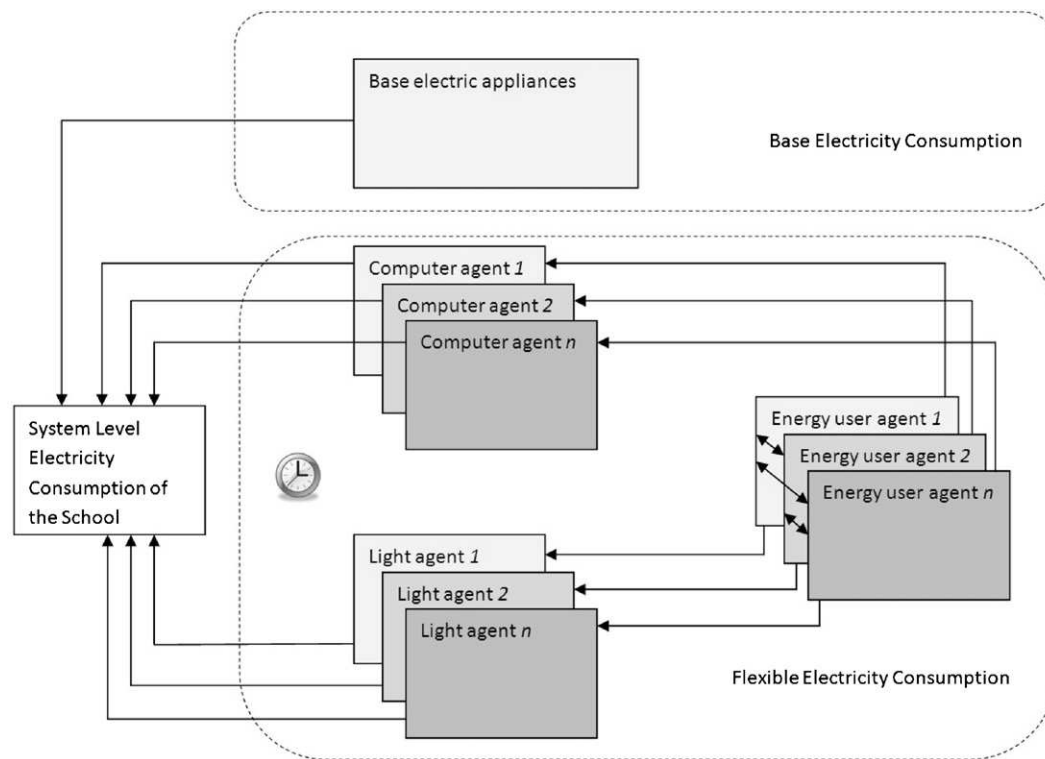 Base electric appliances
Base Electricity Consumption
Computer agent 1
Computer agent 2
Computer agent n
System Level
Electricity
Consumption of
the School
Energy user agent 1
Energy user agent 2
Energy user agent n
Light agent 1
Light agent 2
Light agent n
Flexible Electricity Consumption